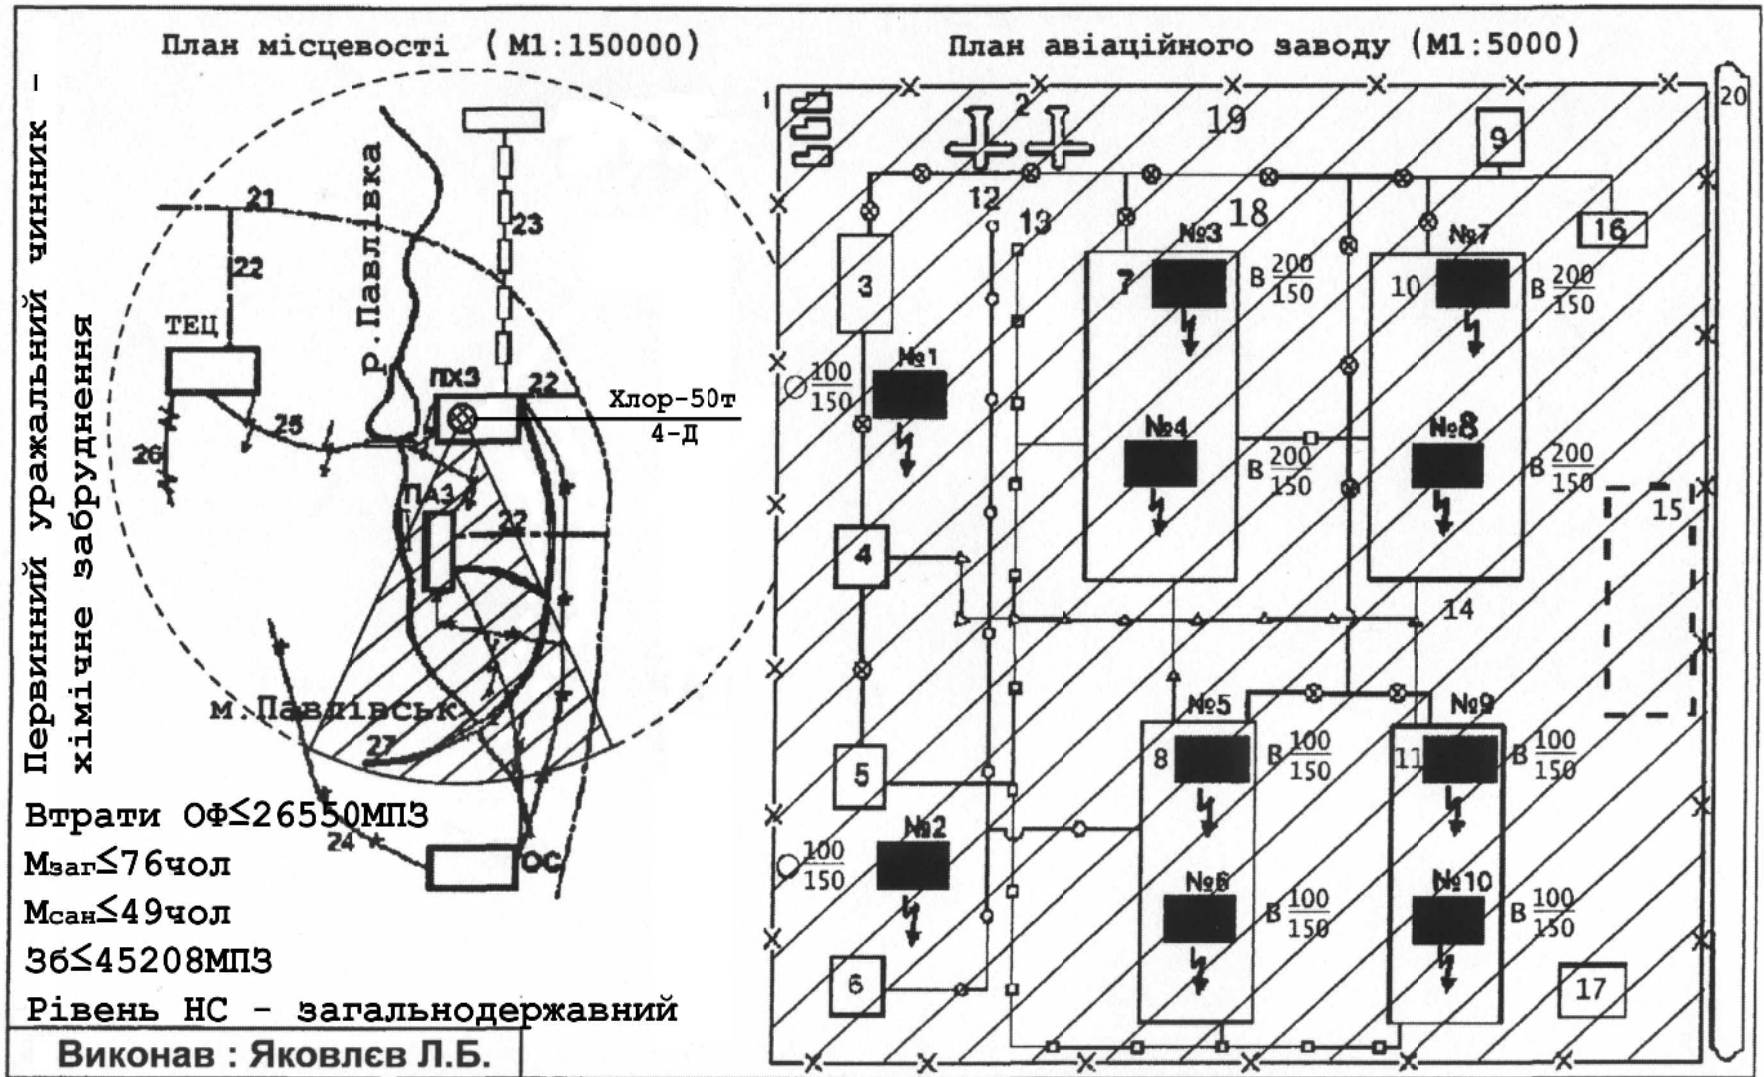 План місцевості (М1:150000)
План авіаційного заводу (М1:5000)
Первинний уражальний чинник –
хімічне забруднення
р.Павлівка
21
22
23
ТЕЦ
ПХЗ
22
Хлор-50т
4-Д
25
26
ПАЗ
22
м.Павлівськ
27
24
ОС
Втрати ОФ≤26550МПЗ
Мзаг≤76чол
Мсан≤49чол
Зб≤45208МПЗ
Рівень НС – загальнодержавний
Виконав : Яковлєв Л.Б.
1
2
19
9
20
12
13
18
16
3
№3
7
В 200
150
№7
10
В 200
150
№1
100
150
№4
В 200
150
№8
В 200
150
15
4
14
5
№5
8
В 100
150
№9
11
В 100
150
№2
100
150
№6
В 100
150
№10
В 100
150
6
17